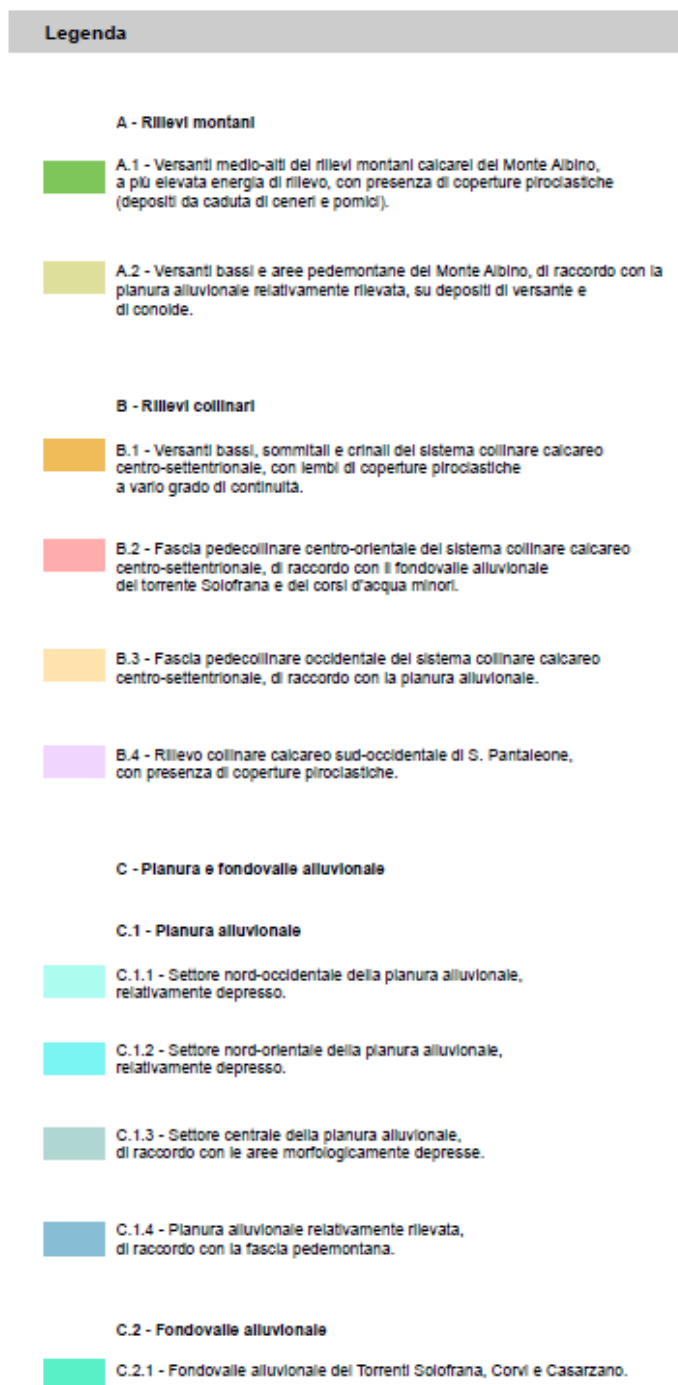 Legenda
A - Rilievi montani
A.1 - Versanti medio-alti dei rilievi montani calcarei del Monte Albino,
a più elevata energia di rilievo, con presenza di coperture piroclastiche
(depositi da caduta di ceneri e pomici).
A.2 - Versanti bassi e aree pedemontane del Monte Albino, di raccordo con la
planura alluvionale relativamente rilevata, su depositi di versante e
di conoide.
B - Rilievi collinari
B.1 - Versanti bassi, sommitali e crinali del sistema collinare calcareo
centro-settentrionale, con lembi di coperture piroclastiche
a vario grado di continuità.
B.2 - Fascia pedecollinare centro-orientale del sistema collinare calcareo
centro-settentrionale, di raccordo con il fondovalle alluvionale
del torrente Solofrana e dei corsi d'acqua minori.
B.3 - Fascia pedecollinare occidentale del sistema collinare calcareo
centro-settentrionale, di raccordo con la planura alluvionale.
B.4 - Rilievo collinare calcareo sud-occidentale di S. Pantaleone,
con presenza di coperture piroclastiche.
C - Planura e fondovalle alluvionale
C.1 - Planura alluvionale
C.1.1 - Settore nord-occidentale della planura alluvionale,
relativamente depresso.
C.1.2 - Settore nord-orientale della planura alluvionale,
relativamente depresso.
C.1.3 - Settore centrale della planura alluvionale,
di raccordo con le aree morfologicamente depresse.
C.1.4 - Planura alluvionale relativamente rilevata,
di raccordo con la fascia pedemontana.
C.2 - Fondovalle alluvionale
C.2.1 - Fondovalle alluvionale dei Torrenti Solofrana, Corvi e Casarzano.